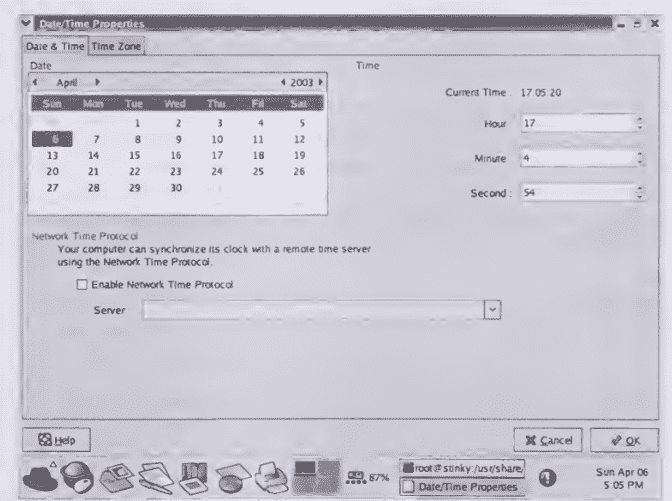 Date/Time Properties
Date & Time Time Zone
Date
April 2003
Sun Mon Tue Wed Thu Fri Sat
1 2 3 4 5
6 7 8 9 10 11 12
13 14 15 16 17 18 19
20 21 22 23 24 25 26
27 28 29 30
Time
Current Time : 17 05 20
Hour 17
Minute 4
Second : 54
Network Time Protocol
Your computer can synchronize its clock with a remote time server
using the Network Time Protocol.
Enable Network Time Protocol
Server
Help
Cancel
OK
87%
root@stinky:/usr/share/
Date/Time Properties
Sun Apr 06
5:05 PM